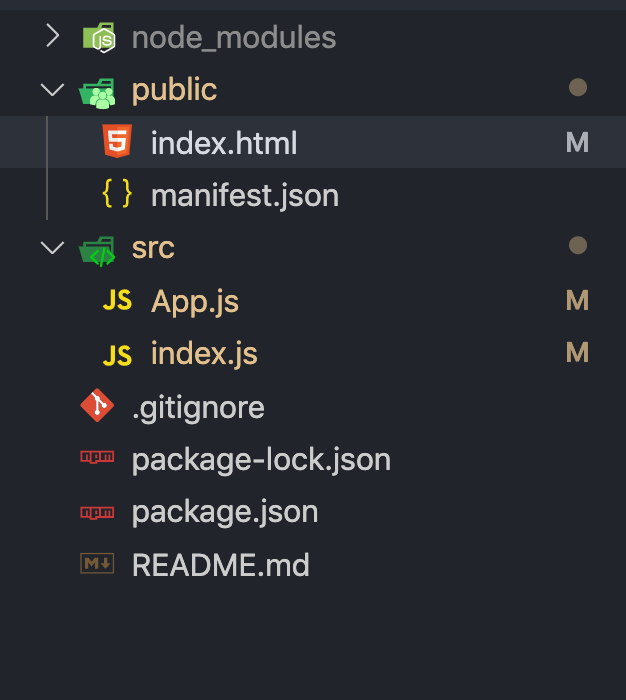 node_modules
public
index.html M
{ } manifest.json
src
JS App.js M
JS index.js M
.gitignore
package-lock.json
package.json
M README.md